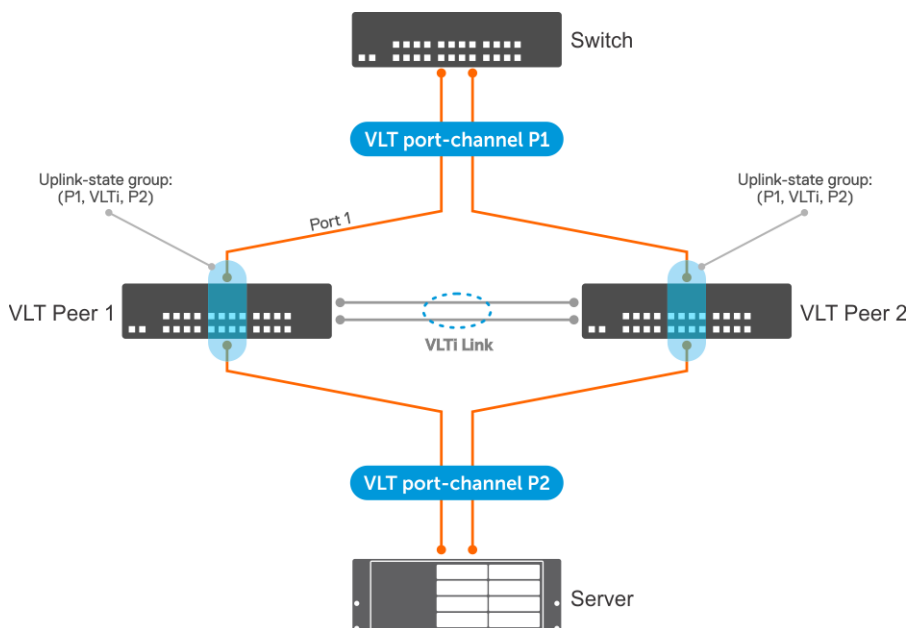 Switch
VLT port-channel P1
Uplink-state group:
(P1, VLTi, P2)
Uplink-state group:
(P1, VLTi, P2)
Port 1
VLT Peer 1
VLTi Link
VLT Peer 2
VLT port-channel P2
Server